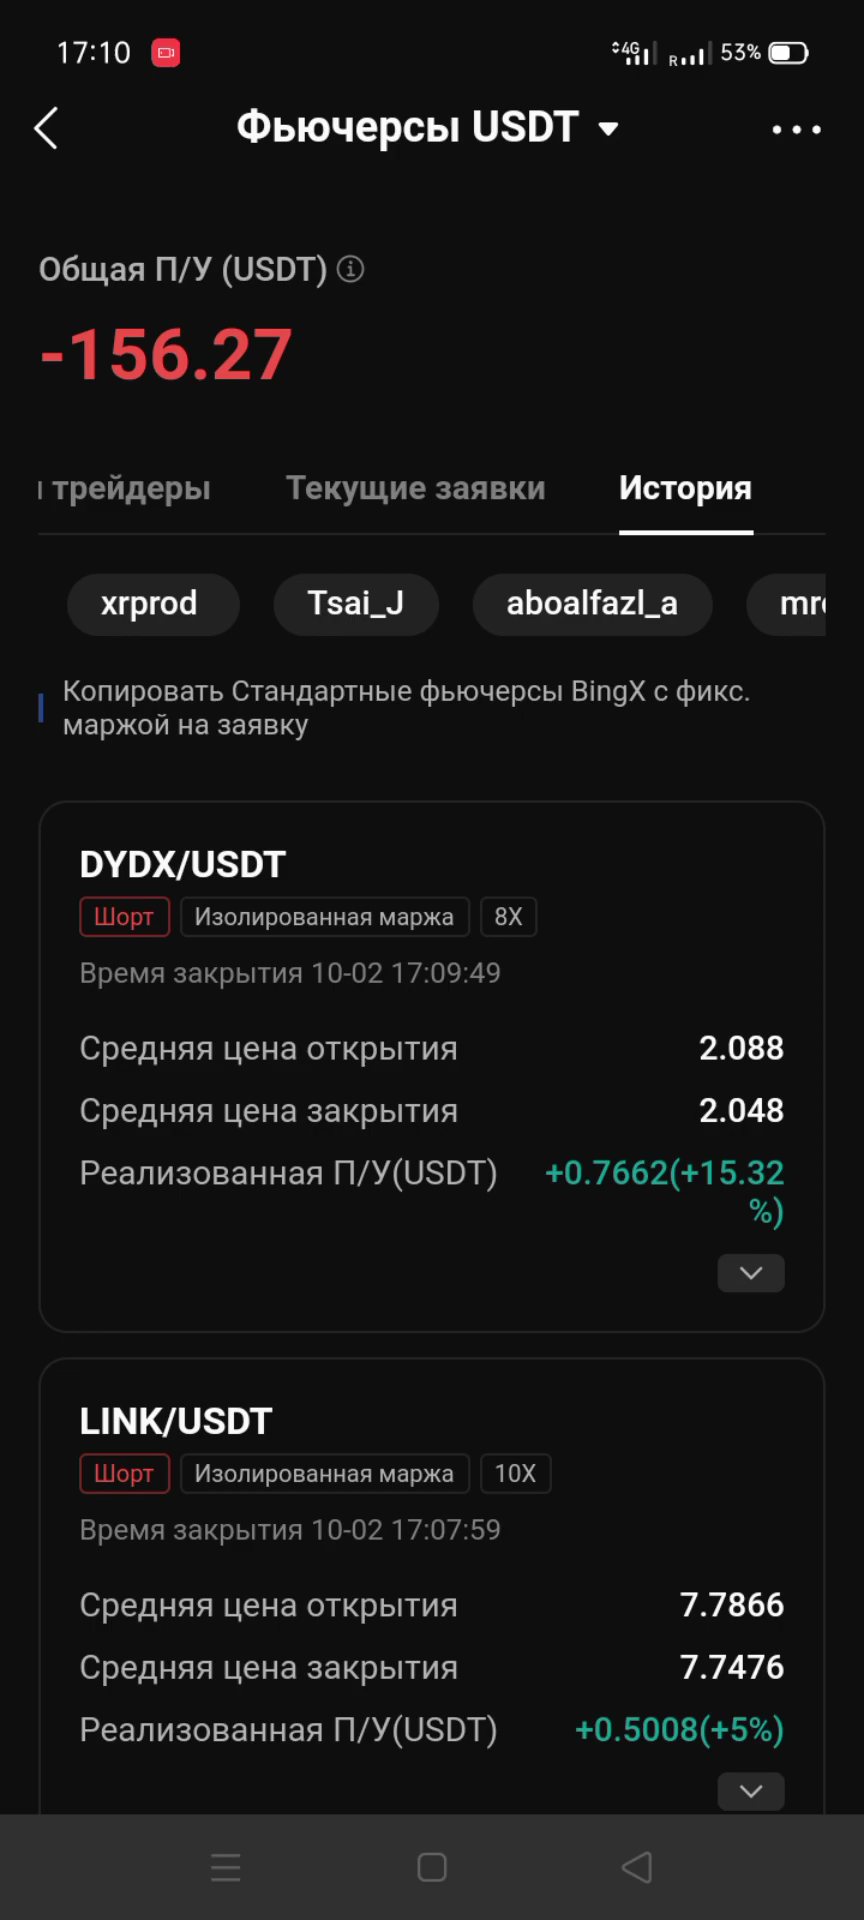 17:10
4G
R
53%
Фьючерсы USDT
Общая П/У (USDT)
-156.27
трейдеры
Текущие заявки
История
xrprod
Tsai_J
aboalfazl_a
Копировать Стандартные фьючерсы BingX с фикс.
маржой на заявку
DYDX/USDT
Шорт
Изолированная маржа
8X
Время закрытия 10-02 17:09:49
Средняя цена открытия
2.088
Средняя цена закрытия
2.048
Реализованная П/У(USDT)
+0.7662(+15.32
%)
LINK/USDT
Шорт
Изолированная маржа
10X
Время закрытия 10-02 17:07:59
Средняя цена открытия
7.7866
Средняя цена закрытия
7.7476
Реализованная П/У(USDT)
+0.5008(+5%)